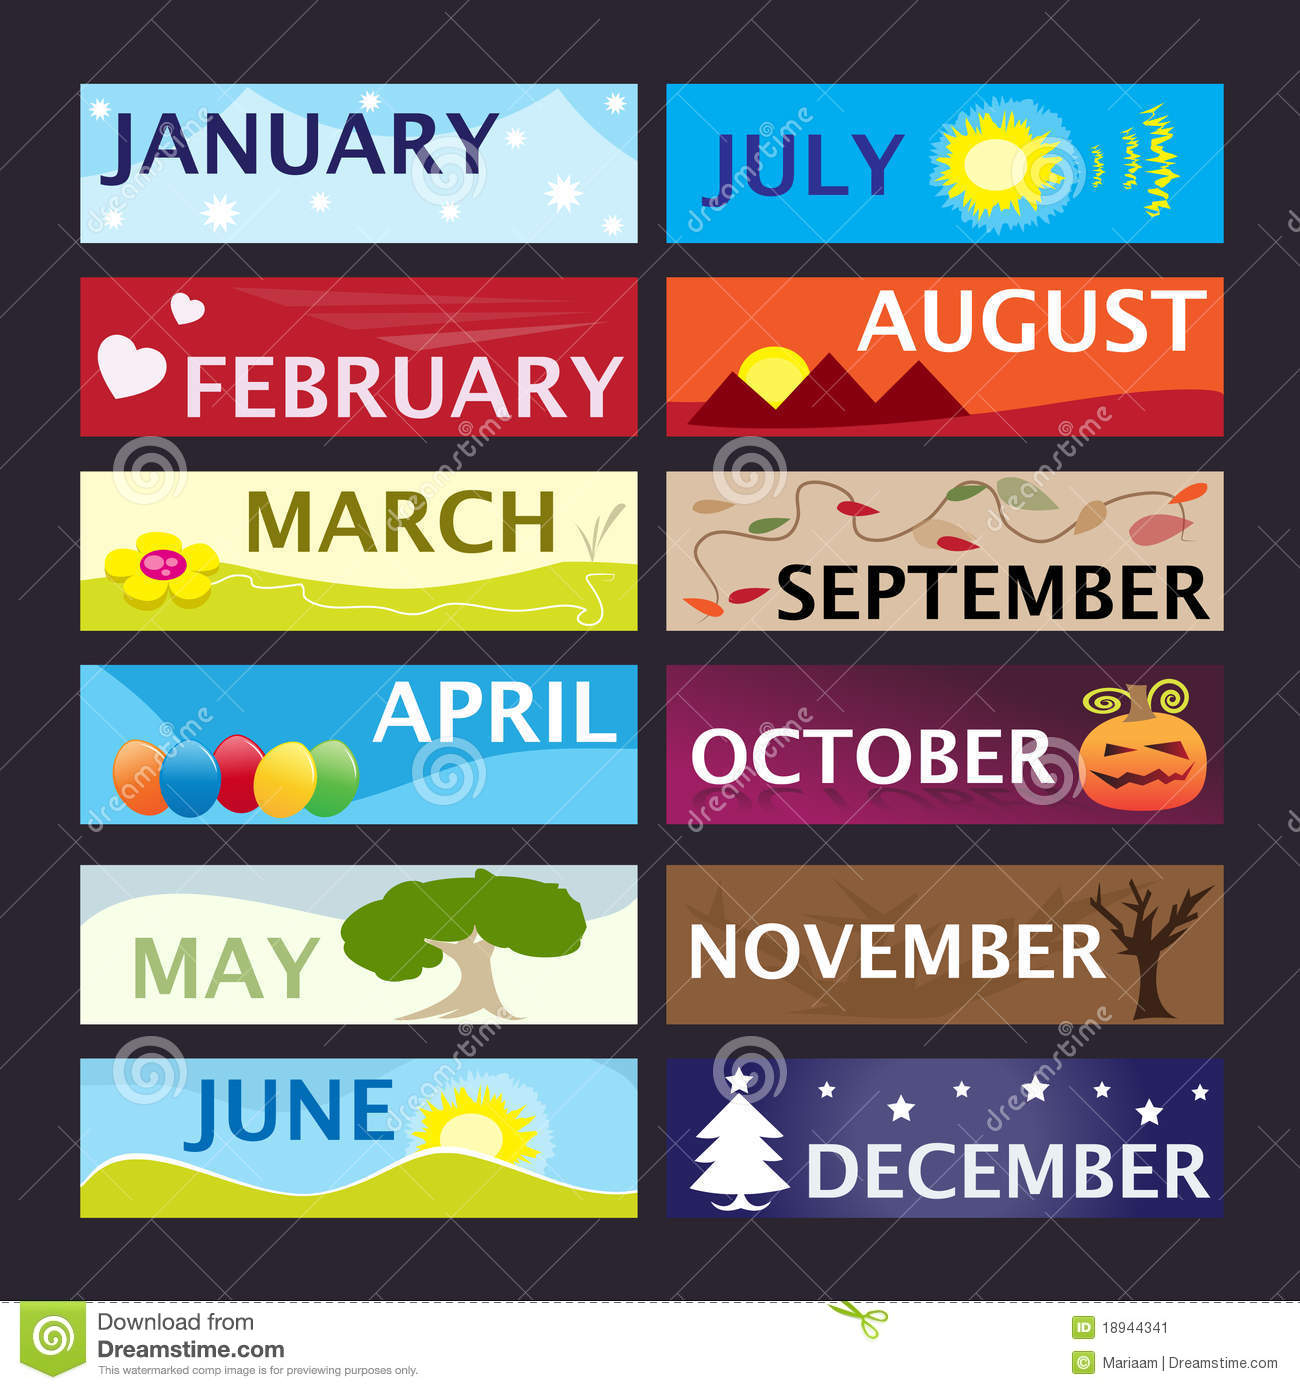 JANUARY
FEBRUARY
MARCH
APRIL
MAY
JUNE
JULY
AUGUST
SEPTEMBER
OCTOBER
NOVEMBER
DECEMBER
Download from
Dreamstime.com
This watermarked comp image is for previewing purposes only.
ID 18944341
© Mariaam | Dreamstime.com